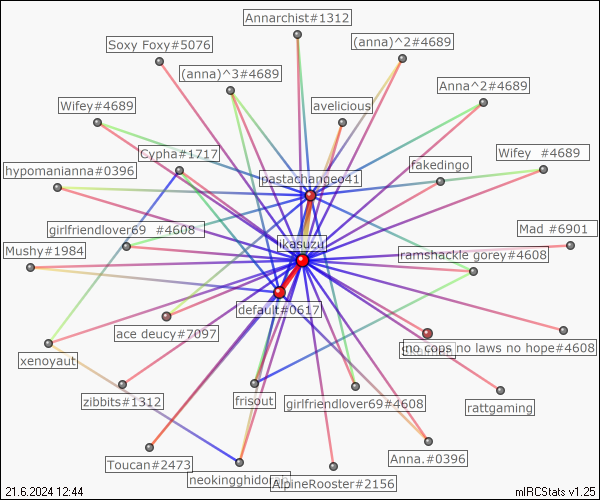 Annarchist#1312
Soxy Foxy#5076
(anna)^2#4689
(anna)^3#4689
Anna^2#4689
Wifey#4689
avelicious
Cypha#1717
Wifey #4689
hypomanianna#0396
fakedingo
pastachangeo41
girlfriendlover69 #4608
Mad #6901
Mushy#1984
ikasuzu
ramshackle gorey#4608
default#0617
ace deucy#7097
mo cops no laws no hope#4608
xenoyaut
zibbits#1312
frisout
girlfriendlover69#4608
rattgaming
Toucan#2473
Anna.#0396
neokingghidorah
AlpineRooster#2156
21.6.2024 12:44
mIRCStats v1.25